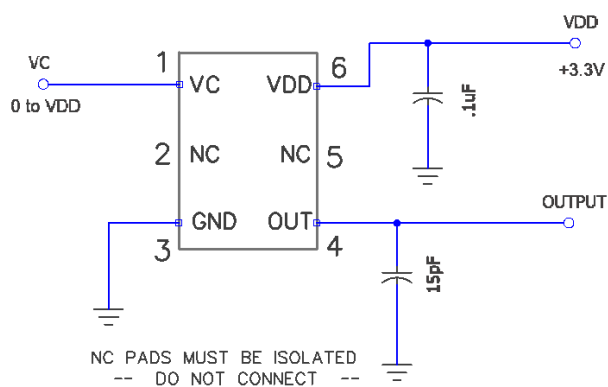 VDD
1
6
VC
VC
VDD
+3.3V
0 to VDD
.1uF
2
NC
NC
5
OUTPUT
GND
OUT
3
4
15pF
NC PADS MUST BE ISOLATED
-- DO NOT CONNECT --